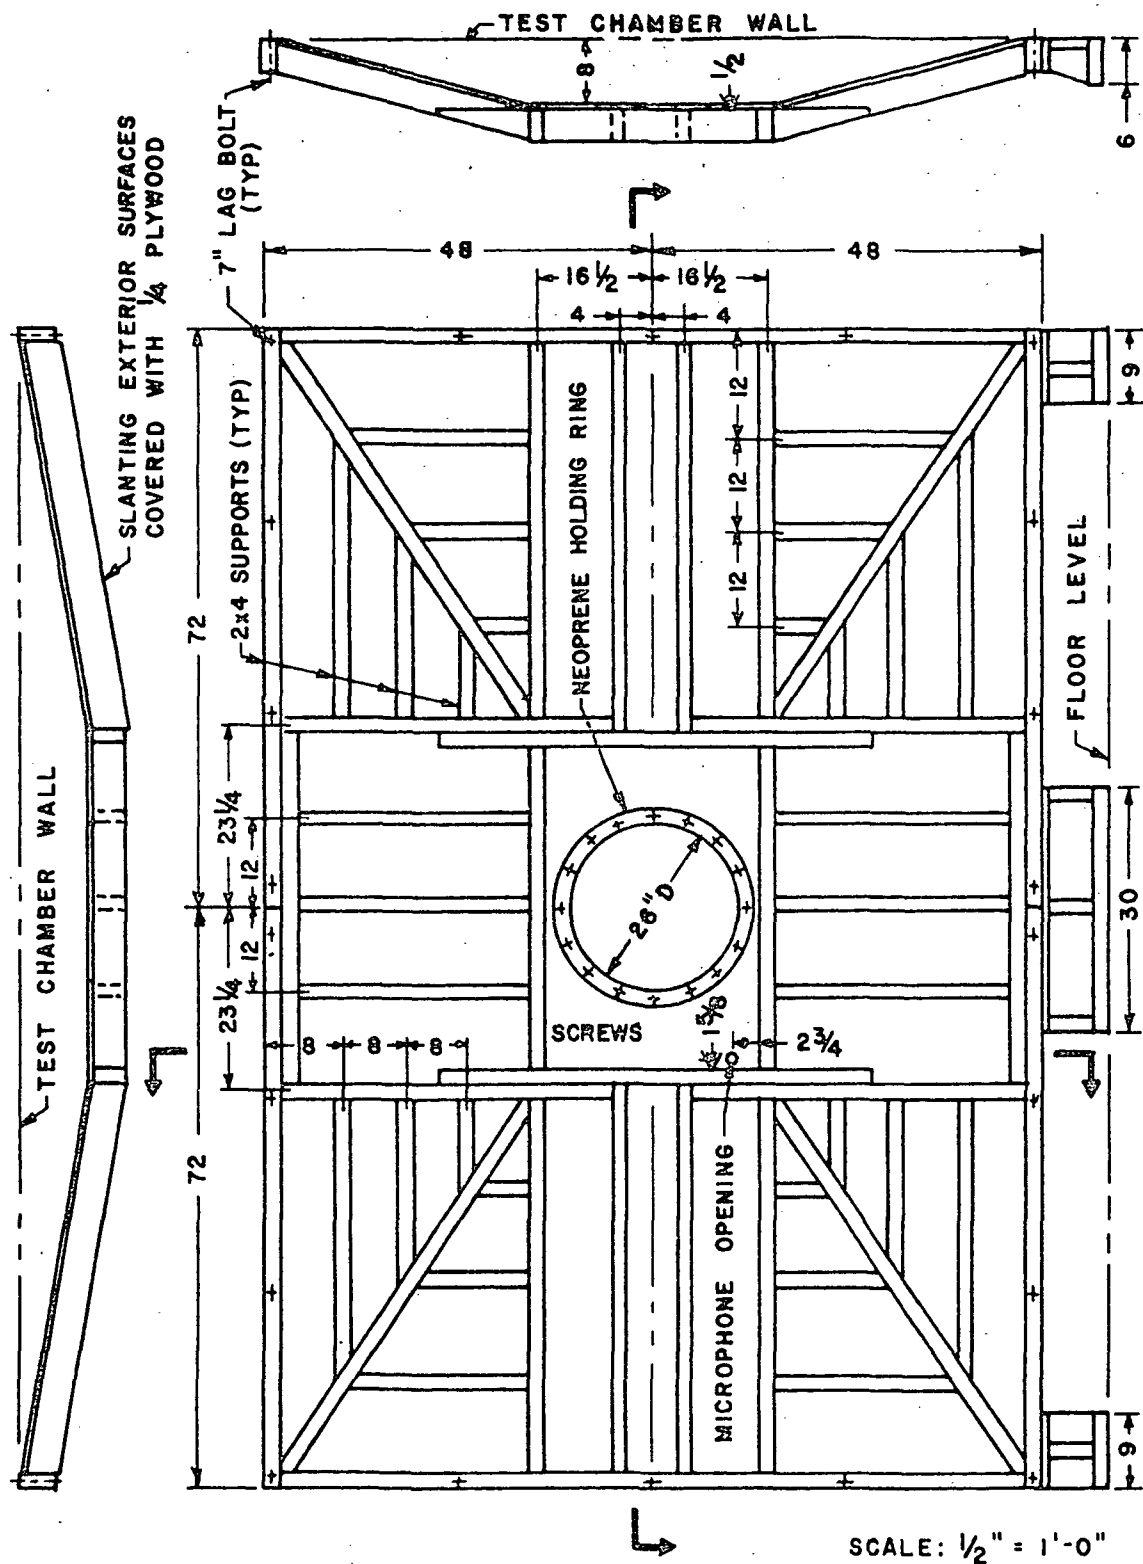 TEST CHAMBER WALL
8
1/2
6
SLANTING EXTERIOR SURFACES
COVERED WITH 1/4 PLYWOOD
7" LAG BOLT
(TYP)
48
48
16 1/2
16 1/2
4
4
9
12
12
12
2x4 SUPPORTS (TYP)
NEOPRENE HOLDING RING
72
FLOOR LEVEL
TEST CHAMBER WALL
23 1/4
12
12
23 1/4
28" D
30
SCREWS
1 5/8
2 3/4
8
8
8
72
MICROPHONE OPENING
9
SCALE: 1/2" = 1'-0"